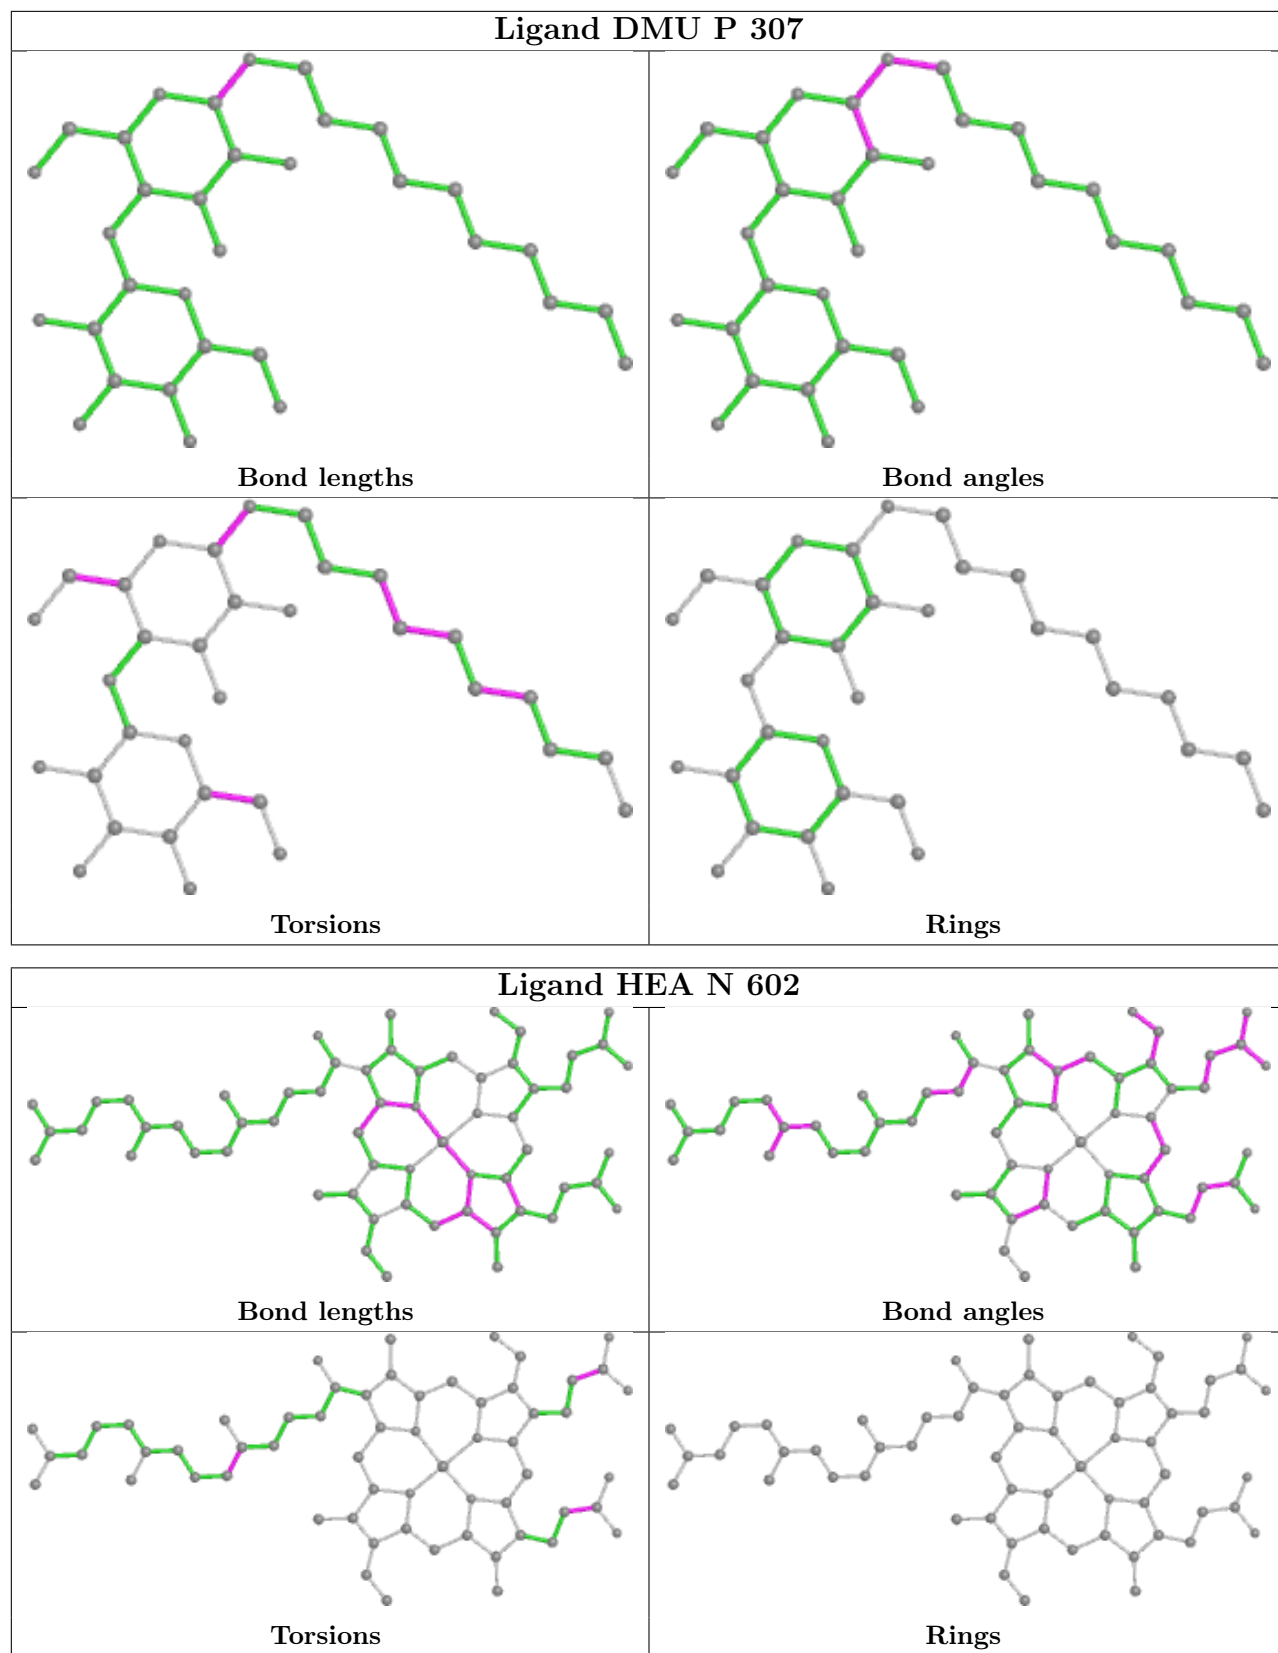 Ligand DMU P 307
Bond lengths
Bond angles
Torsions
Rings
Ligand HEA N 602
Bond lengths
Bond angles
Torsions
Rings